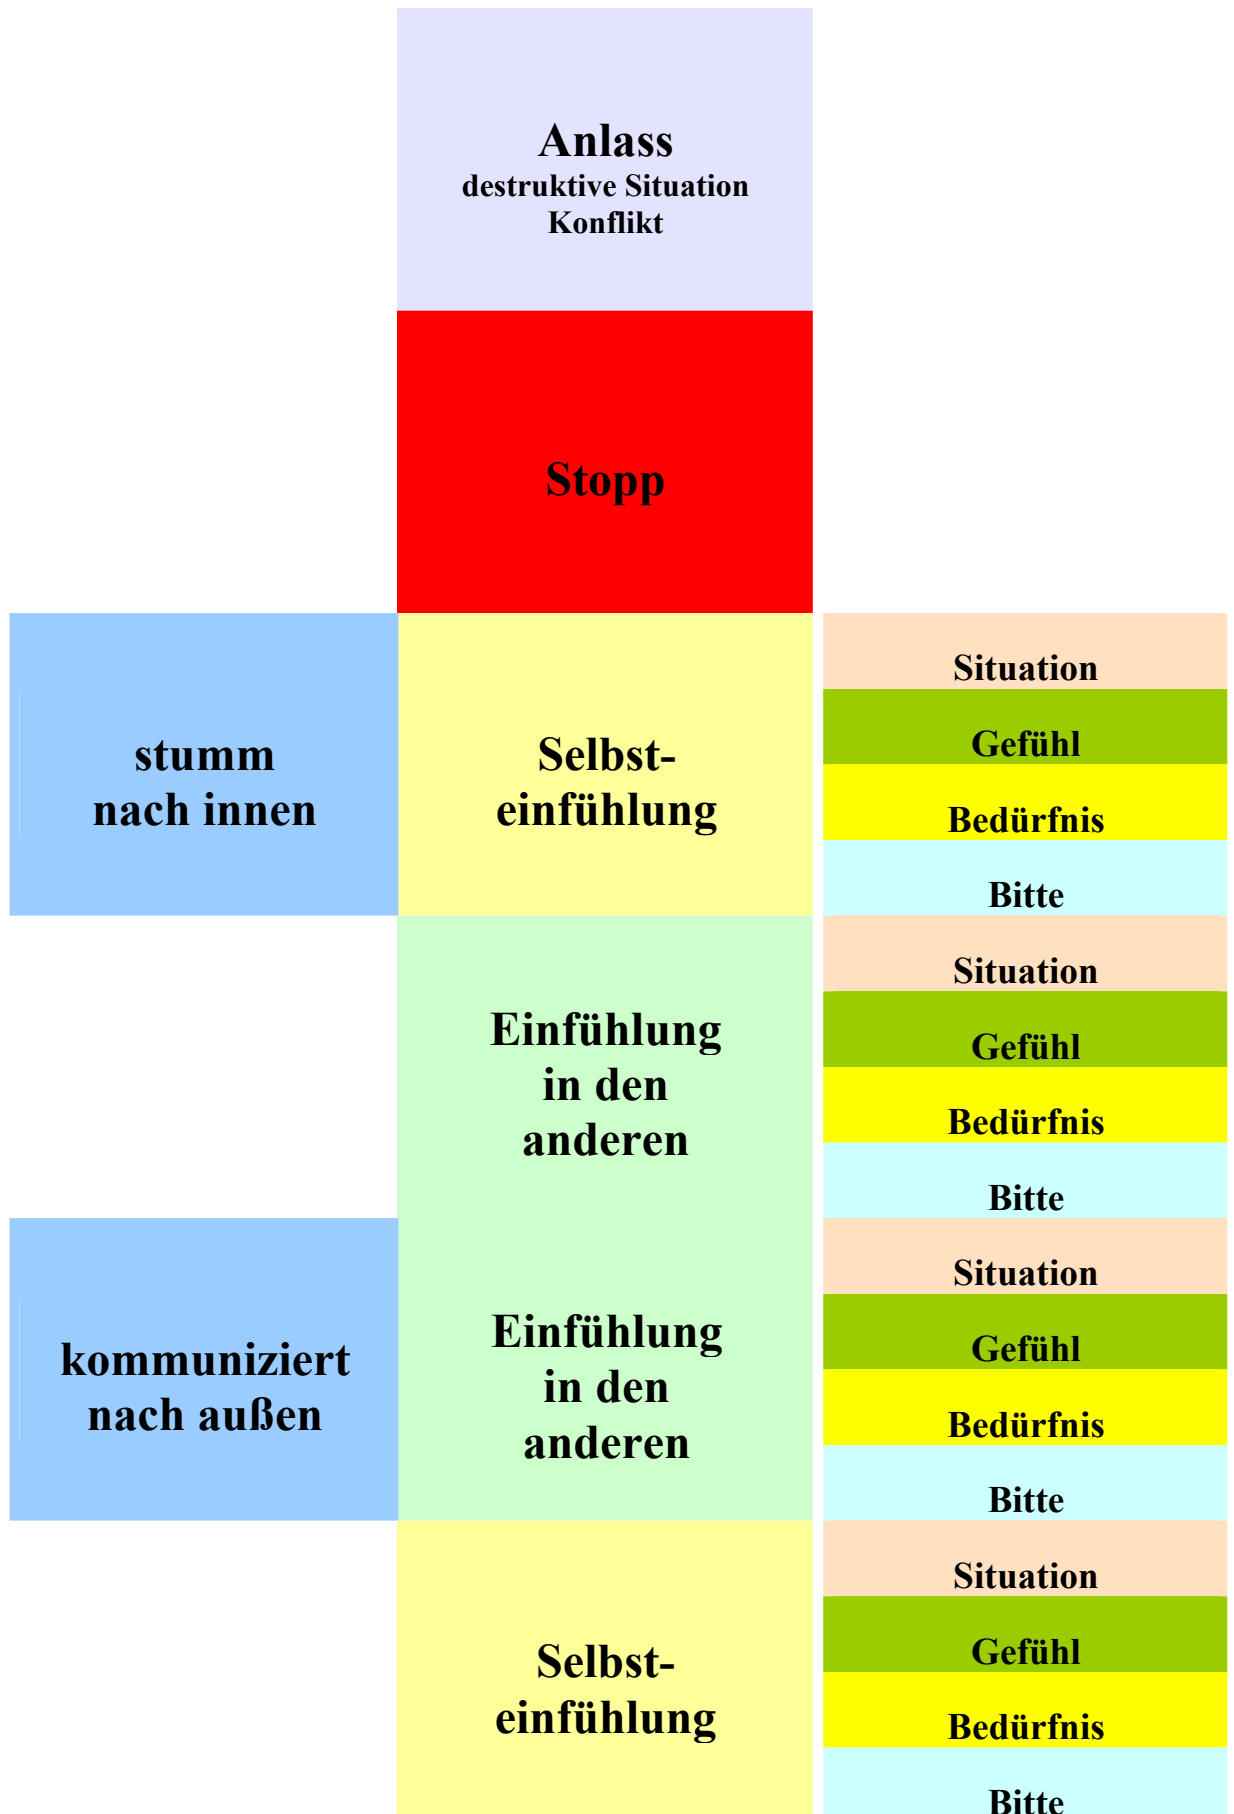 Anlass
destruktive Situation
Konflikt
Stopp
stumm
nach innen
Selbst-
einfühlung
Situation
Gefühl
Bedürfnis
Bitte
Einfühlung
in den
anderen
Situation
Gefühl
Bedürfnis
Bitte
kommuniziert
nach außen
Einfühlung
in den
anderen
Situation
Gefühl
Bedürfnis
Bitte
Selbst-
einfühlung
Situation
Gefühl
Bedürfnis
Bitte